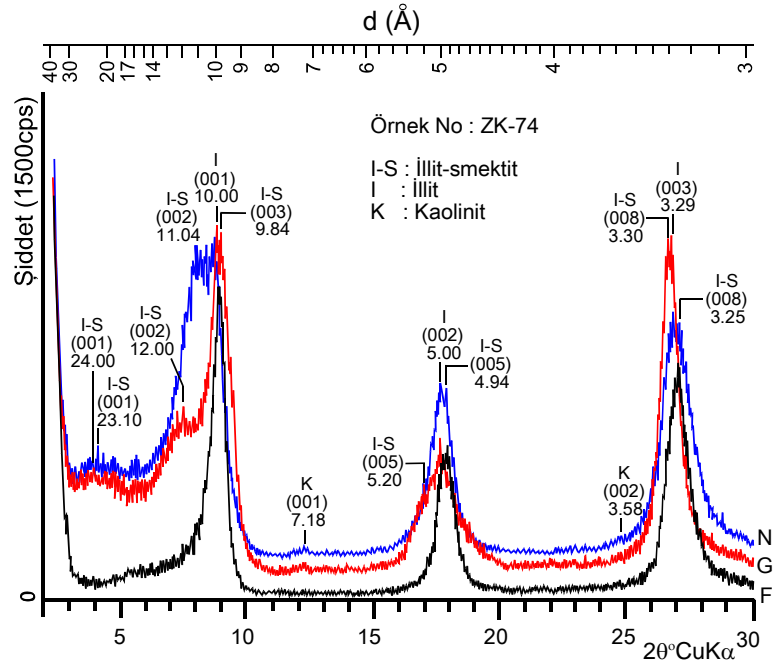 d (Å)
40 30 20 17 14 10 9 8 7 6 5 4 3
Şiddet (1500cps)
0
Örnek No : ZK-74
I-S : İllit-smektit
I : İllit
K : Kaolinit
I-S
(001)
24.00
I-S
(001)
23.10
I-S
(002)
12.00
I-S
(002)
11.04
I
(001)
10.00
I-S
(003)
9.84
K
(001)
7.18
I-S
(005)
5.20
I
(002)
5.00
I-S
(005)
4.94
K
(002)
3.58
I-S
(008)
3.30
I
(003)
3.29
I-S
(008)
3.25
N
G
F
5 10 15 20 25 30
2θ°CuKα